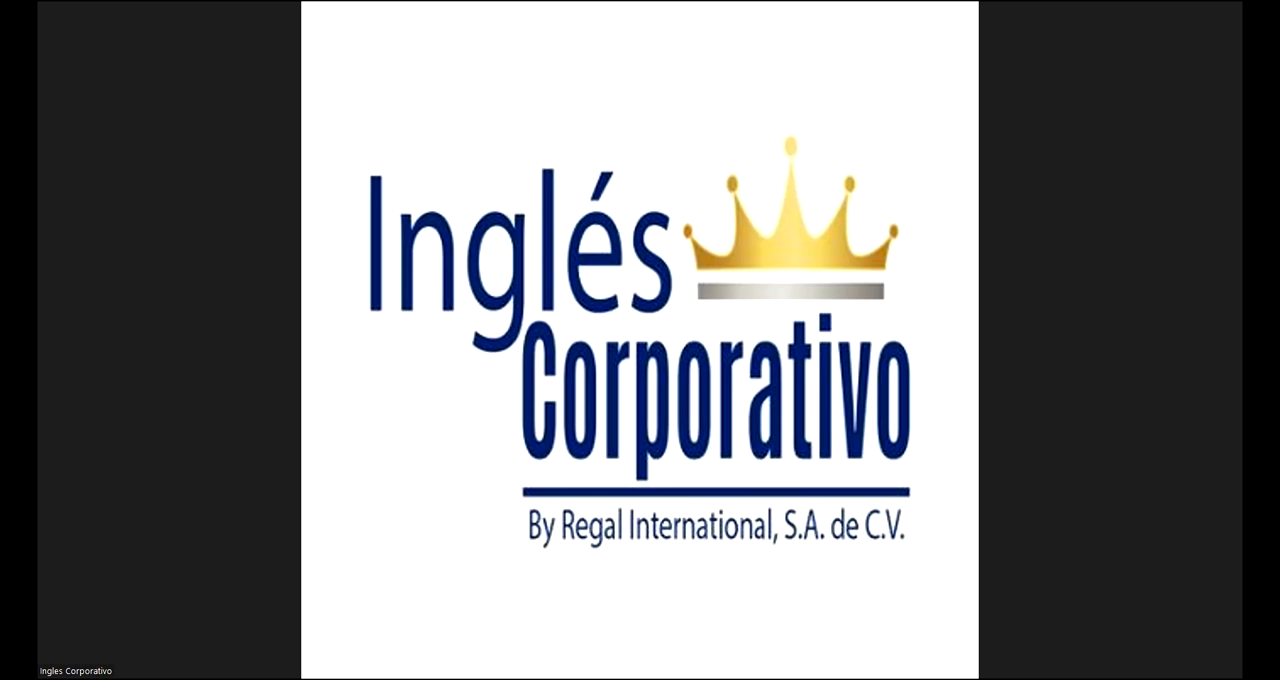 Inglés
Corporativo
By Regal International, S.A. de C.V.
Ingles Corporativo